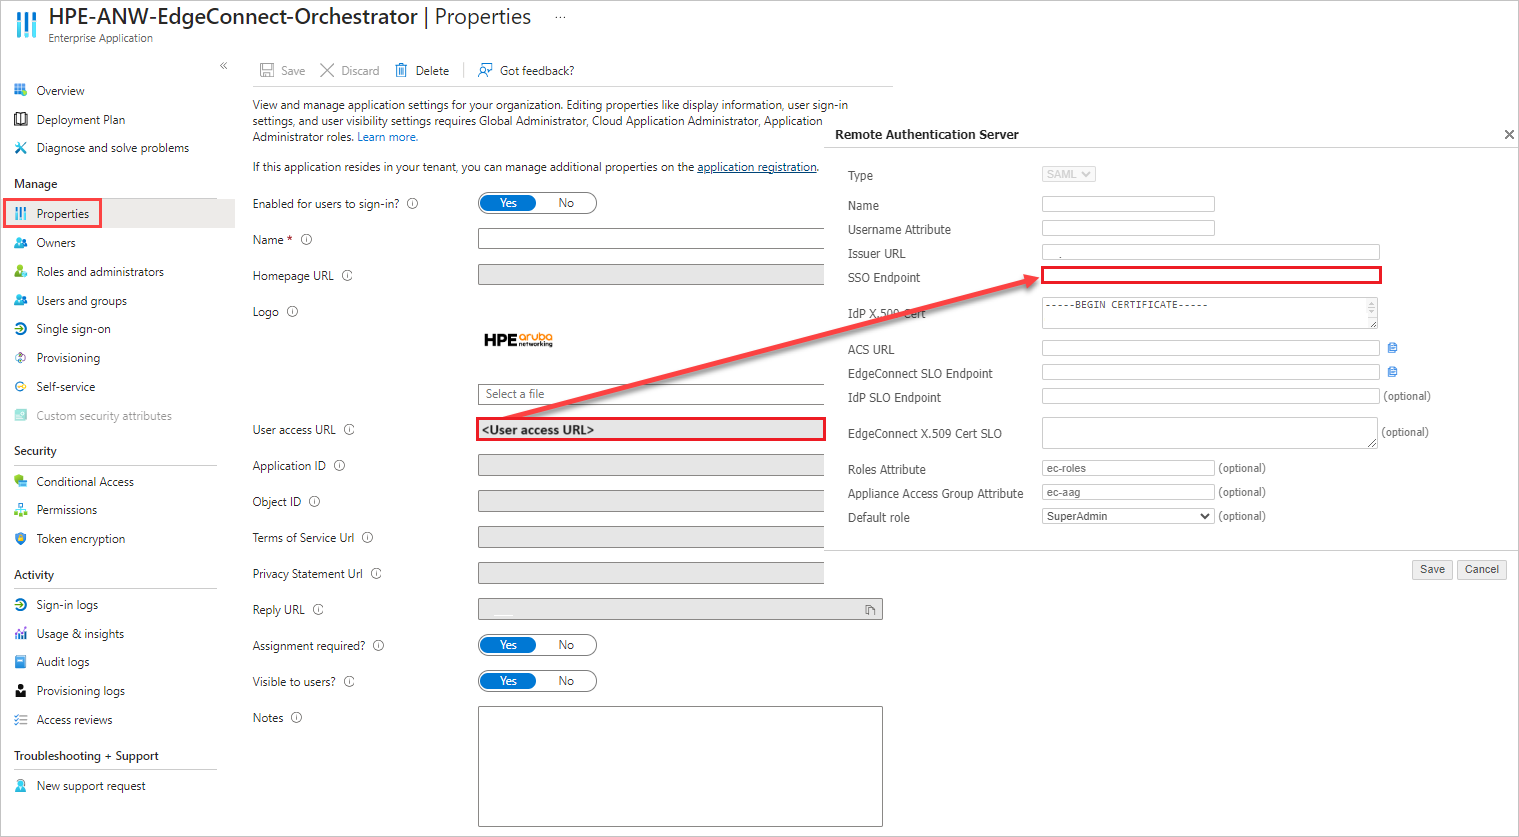 HPE-ANW-EdgeConnect-Orchestrator | Properties ...
Enterprise Application
«
Overview
Deployment Plan
Diagnose and solve problems
Manage
Properties
Owners
Roles and administrators
Users and groups
Single sign-on
Provisioning
Self-service
Custom security attributes
Security
Conditional Access
Permissions
Token encryption
Activity
Sign-in logs
Usage & insights
Audit logs
Provisioning logs
Access reviews
Troubleshooting + Support
New support request
Save Discard Delete Got feedback?
View and manage application settings for your organization. Editing properties like display information, user sign-in
settings, and user visibility settings requires Global Administrator, Cloud Application Administrator, Application
Administrator roles. Learn more.
If this application resides in your tenant, you can manage additional properties on the application registration.
Enabled for users to sign-in? Yes No
Name *
Homepage URL
Logo
HPE aruba
networking
Select a file
User access URL <User access URL>
Application ID
Object ID
Terms of Service Url
Privacy Statement Url
Reply URL
Assignment required? Yes No
Visible to users? Yes No
Notes
Remote Authentication Server
Type SAML
Name
Username Attribute
Issuer URL
SSO Endpoint
IdP X.509 Cert -----BEGIN CERTIFICATE-----
ACS URL
EdgeConnect SLO Endpoint
IdP SLO Endpoint (optional)
EdgeConnect X.509 Cert SLO (optional)
Roles Attribute ec-roles (optional)
Appliance Access Group Attribute ec-aag (optional)
Default role SuperAdmin (optional)
Save Cancel